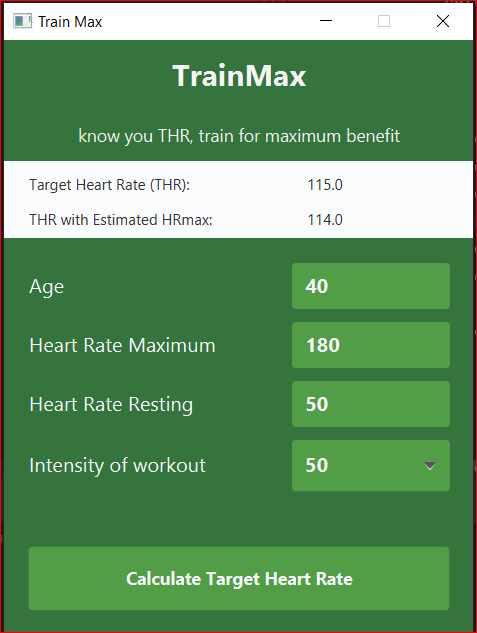 Train Max
TrainMax
know you THR, train for maximum benefit
Target Heart Rate (THR): 115.0
THR with Estimated HRmax: 114.0
Age 40
Heart Rate Maximum 180
Heart Rate Resting 50
Intensity of workout 50
Calculate Target Heart Rate